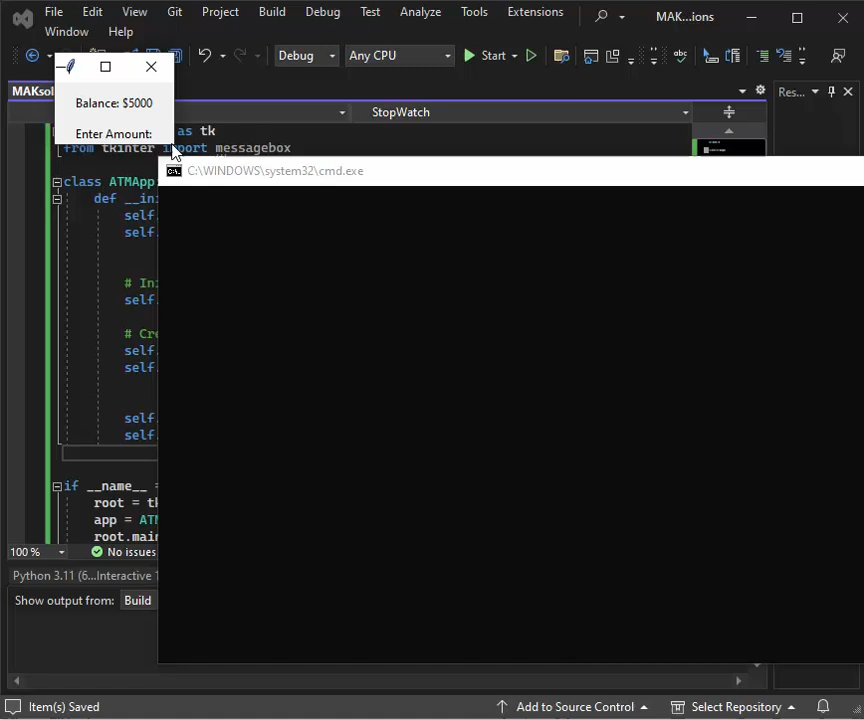 File Edit View Git Project Build Debug Test Analyze Tools Extensions MAK...ions
Window Help
Debug Any CPU Start
MAKsol Res...
StopWatch
Balance: $5000
Enter Amount:
as tk
from tkinter import messagebox
class ATMAppl
def __ini
self.
self.
# Ini
self.
# Cre
self.
self.
self.
self.
if __name__ =
root = tk
app = ATM
root.main
C:\WINDOWS\system32\cmd.exe
100 % No issues
Python 3.11 (6...Interactive
Show output from: Build
Item(s) Saved Add to Source Control Select Repository